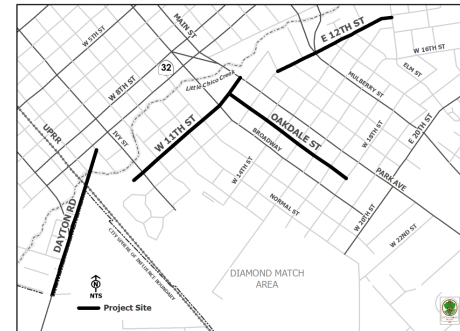 W 5TH ST
MAIN ST
E 12TH ST
W 16TH ST
ELM ST
32
Little Chico Creek
W 8TH ST
MULBERRY ST
UPRR
IVY ST
W 11TH ST
OAKDALE ST
BROADWAY
W 18TH ST
E 20TH ST
W 14TH ST
PARK AVE
NORMAL ST
W 20TH ST
W 22ND ST
DAYTON RD
CITY SPHERE OF INFLUENCE BOUNDARY
DIAMOND MATCH
AREA
N
NTS
Project Site